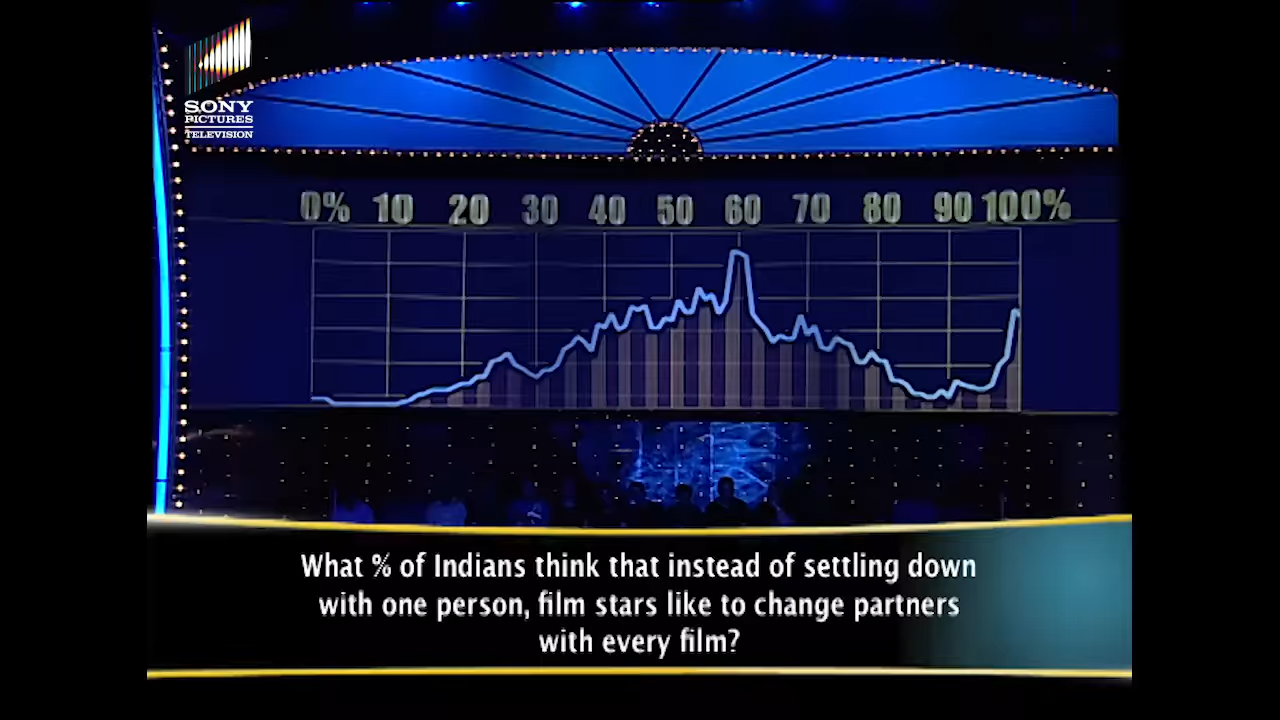 SONY
PICTURES
TELEVISION
0% 10 20 30 40 50 60 70 80 90 100%
What % of Indians think that instead of settling down
with one person, film stars like to change partners
with every film?